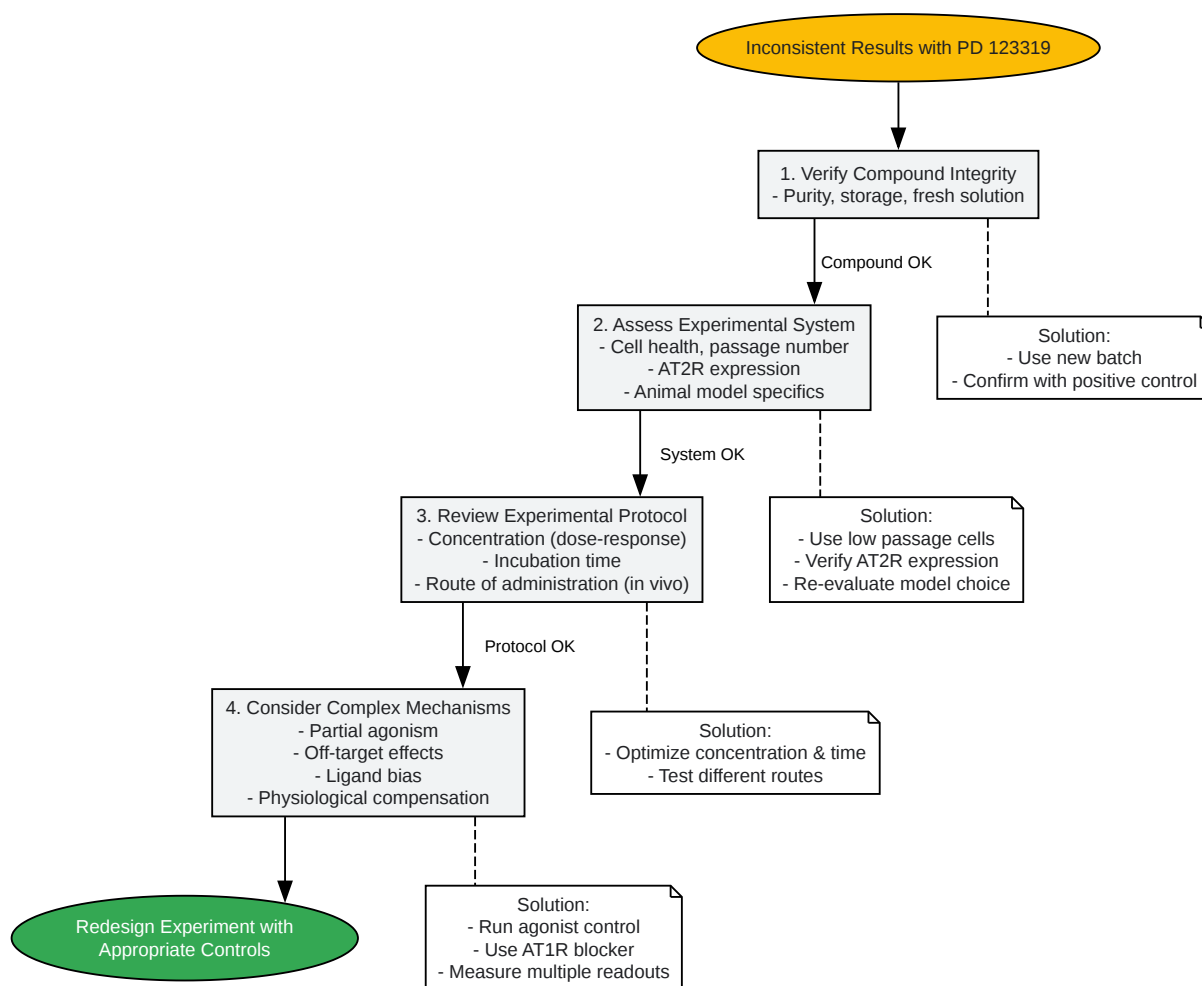 Inconsistent Results with PD 123319
1. Verify Compound Integrity
- Purity, storage, fresh solution
Compound OK
2. Assess Experimental System
- Cell health, passage number
- AT2R expression
- Animal model specifics
Solution:
- Use new batch
- Confirm with positive control
System OK
3. Review Experimental Protocol
- Concentration (dose-response)
- Incubation time
- Route of administration (in vivo)
Solution:
- Use low passage cells
- Verify AT2R expression
- Re-evaluate model choice
Protocol OK
4. Consider Complex Mechanisms
- Partial agonism
- Off-target effects
- Ligand bias
- Physiological compensation
Solution:
- Optimize concentration & time
- Test different routes
Redesign Experiment with
Appropriate Controls
Solution:
- Run agonist control
- Use AT1R blocker
- Measure multiple readouts